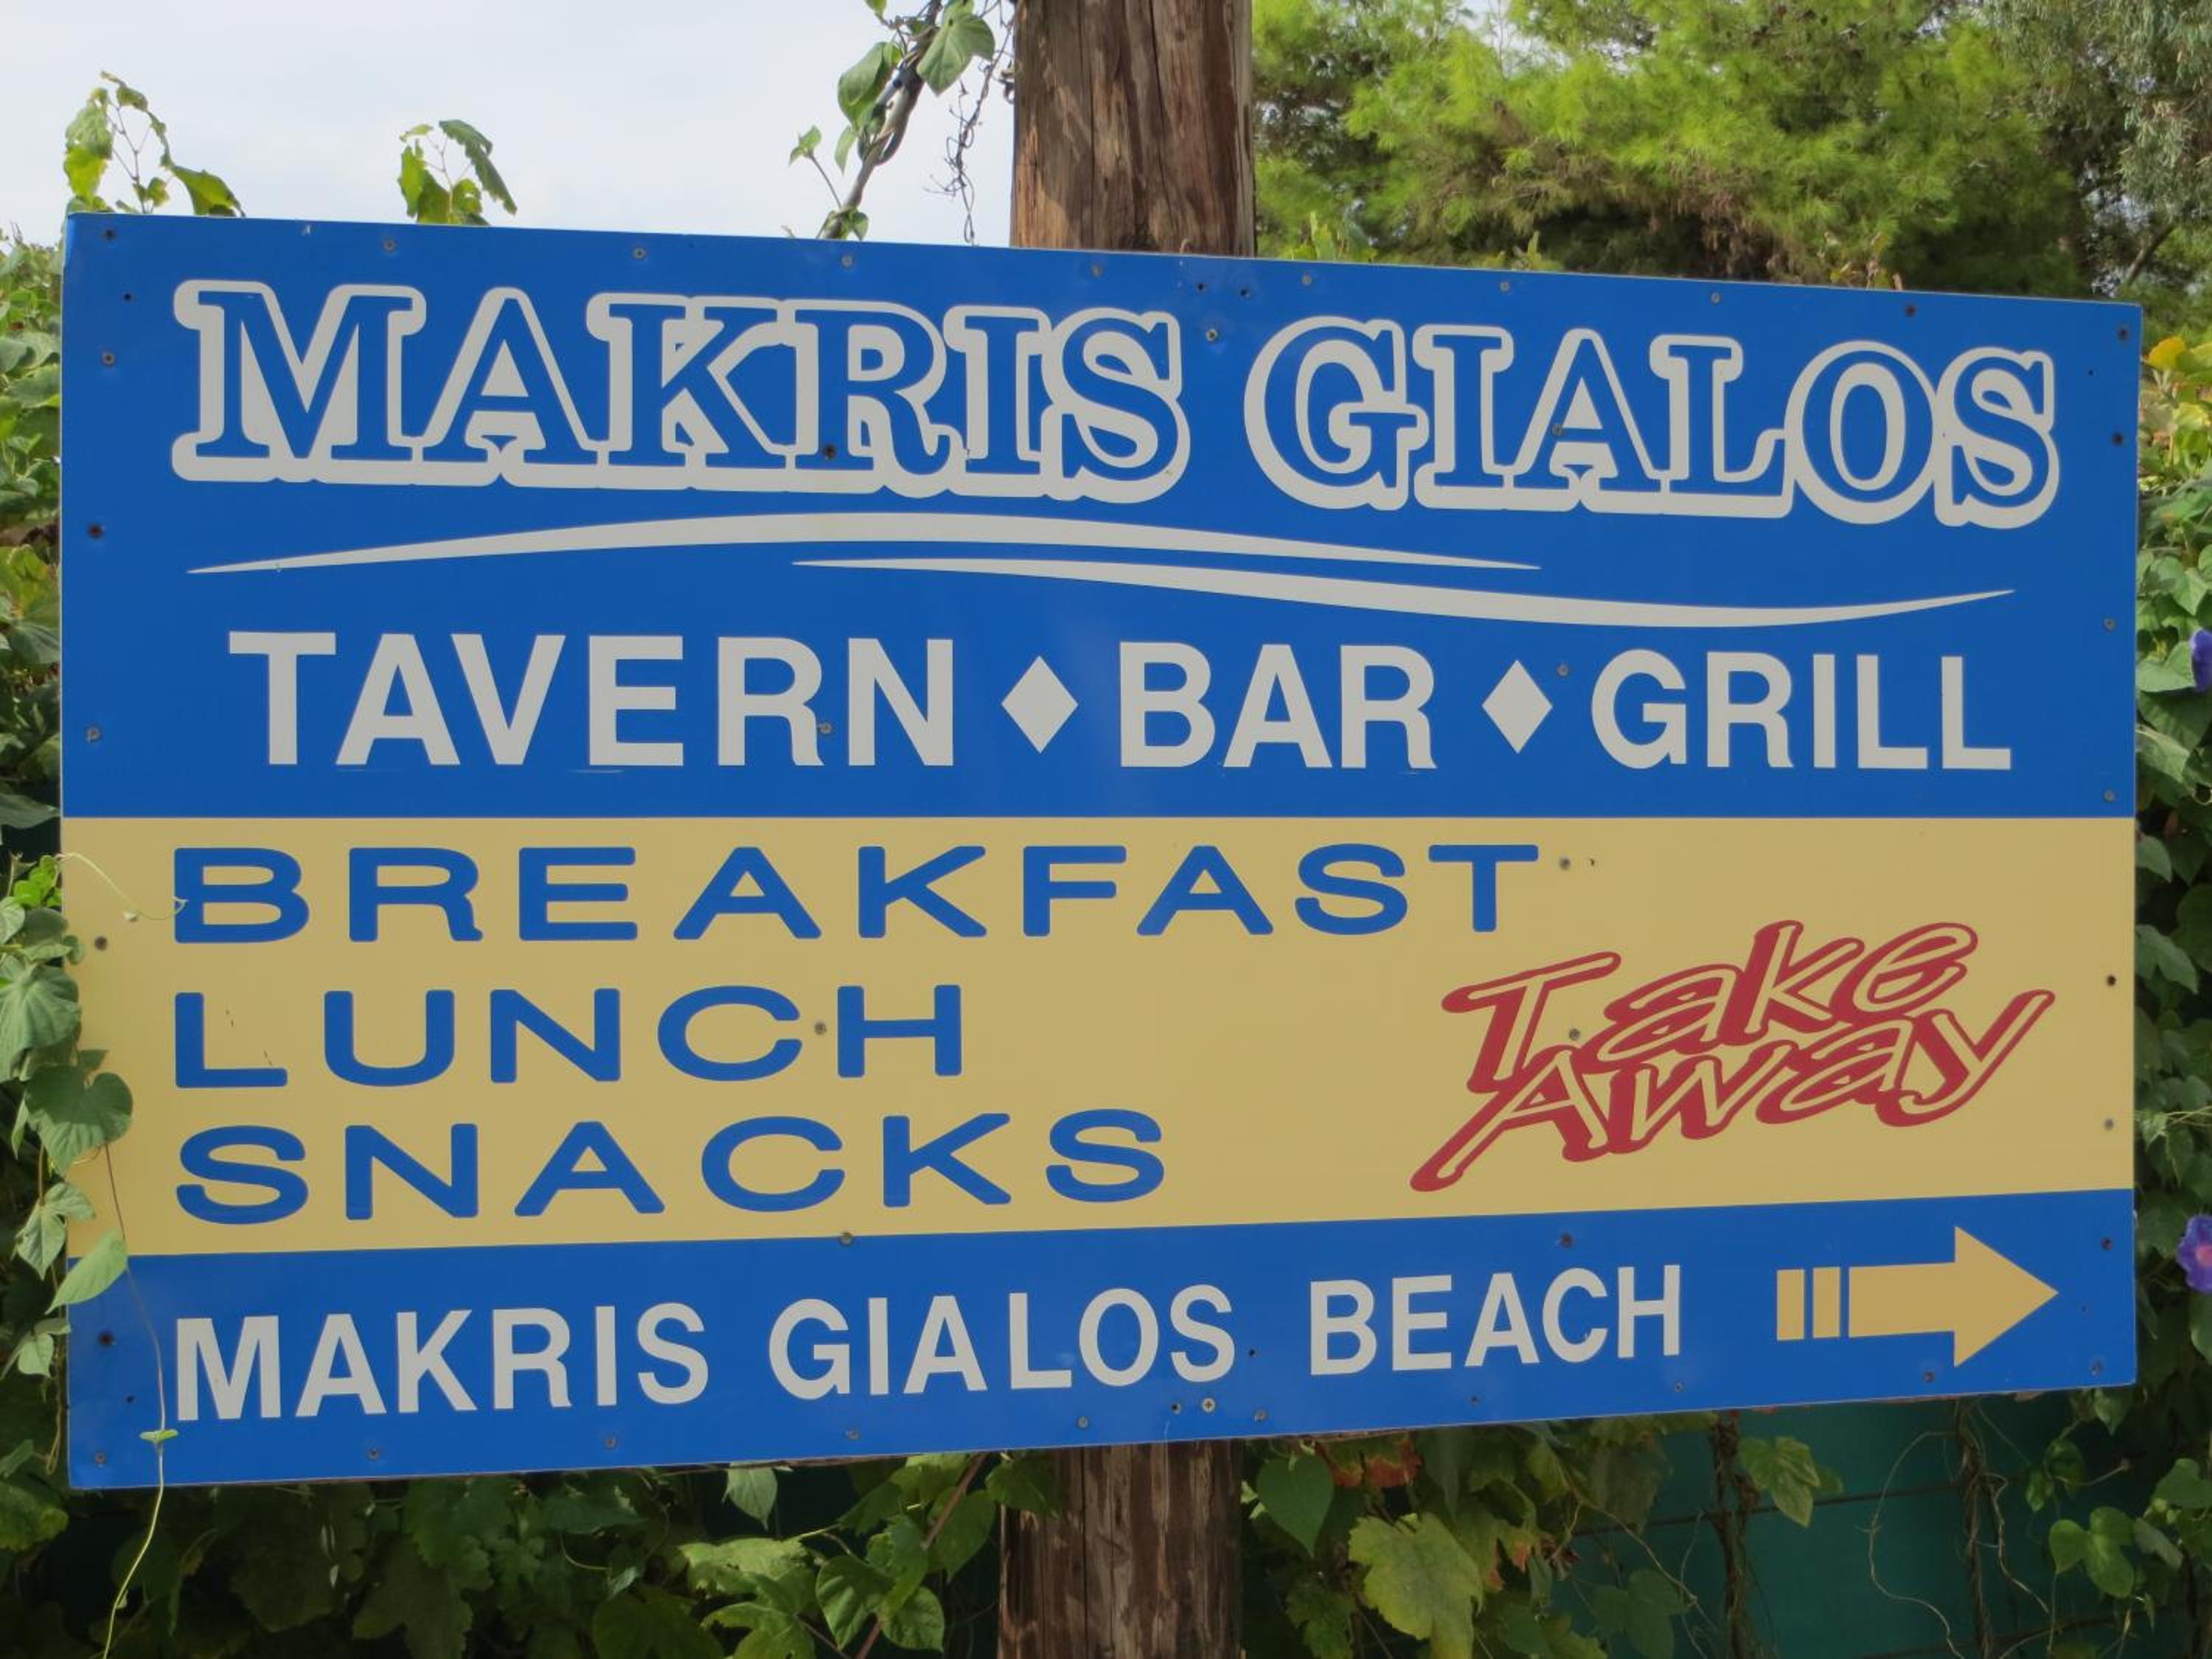 MAKRIS GIALOS
TAVERN ♦ BAR ♦ GRILL
BREAKFAST
LUNCH
SNACKS
Take
Away
MAKRIS GIALOS BEACH